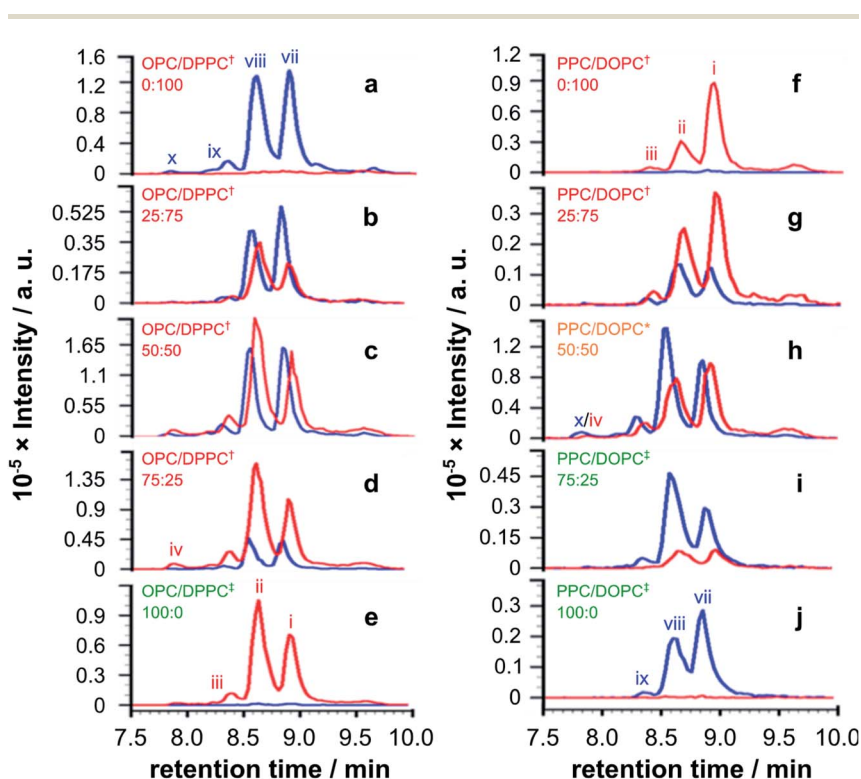 10⁻⁵ × Intensity / a. u.
1.6
1.2
0.8
0.4
0
OPC/DPPC†
0:100
viii
vii
a
x
ix
0.525
0.35
0.175
0
OPC/DPPC†
25:75
b
1.65
1.1
0.55
0
OPC/DPPC†
50:50
c
1.35
0.9
0.45
0
OPC/DPPC†
75:25
d
iv
0.9
0.6
0.3
0
OPC/DPPC‡
100:0
ii
i
e
iii
7.5 8.0 8.5 9.0 9.5 10.0
retention time / min
10⁻⁵ × Intensity / a. u.
1.2
0.9
0.6
0.3
0
PPC/DOPC†
0:100
i
f
ii
iii
0.3
0.2
0.1
0
PPC/DOPC†
25:75
g
1.2
0.8
0.4
0
PPC/DOPC*
50:50
h
x/iv
0.45
0.3
0.15
0
PPC/DOPC‡
75:25
i
0.3
0.2
0.1
0
PPC/DOPC‡
100:0
viii
vii
j
ix
7.5 8.0 8.5 9.0 9.5 10.0
retention time / min